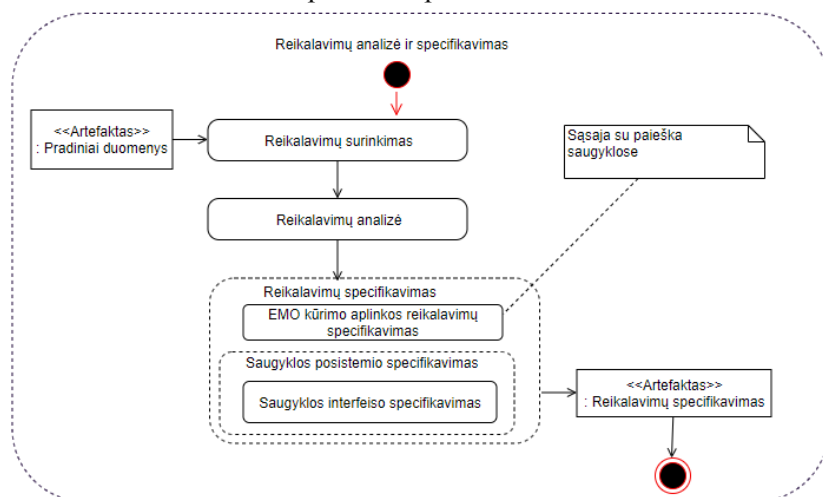 Reikalavimų analizė ir specifikavimas
<<Artefaktas>>
: Pradiniai duomenys
Reikalavimų surinkimas
Sąsaja su paieška
saugyklose
Reikalavimų analizė
Reikalavimų specifikavimas
EMO kūrimo aplinkos reikalavimų
specifikavimas
Saugyklos posistemio specifikavimas
Saugyklos interfeiso specifikavimas
<<Artefaktas>>
: Reikalavimų specifikavimas